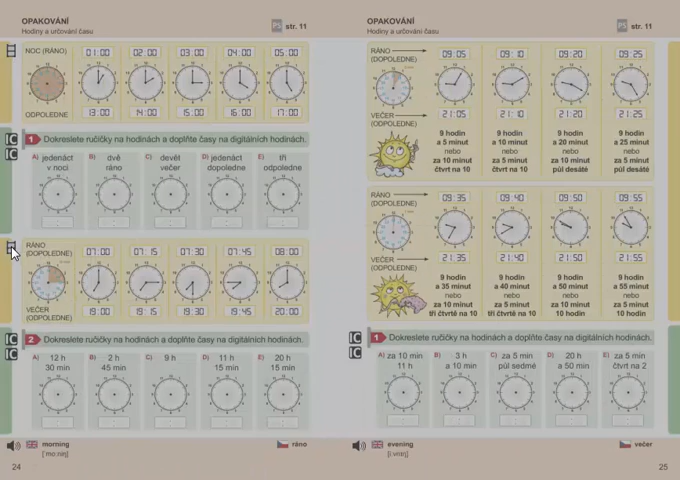 OPAKOVÁNÍ
Hodiny a určování času
PS str. 11
NOC (RÁNO)
01:00 02:00 03:00 04:00 05:00
ODPOLEDNE
13:00 14:00 15:00 16:00 17:00
1 Dokreslete ručičky na hodinách a doplňte časy na digitálních hodinách.
A) jedenáct v noci
B) dvě ráno
C) devět večer
D) jedenáct dopoledne
E) tři odpoledne
RÁNO (DOPOLEDNE)
07:00 07:15 07:30 07:45 08:00
VEČER (ODPOLEDNE)
19:00 19:15 19:30 19:45 20:00
2 Dokreslete ručičky na hodinách a doplňte časy na digitálních hodinách.
A) 12 h 30 min
B) 2 h 45 min
C) 9 h
D) 11 h 15 min
E) 20 h 15 min
morning
ráno
24
OPAKOVÁNÍ
Hodiny a určování času
PS str. 11
RÁNO (DOPOLEDNE)
09:05 09:10 09:20 09:25
VEČER (ODPOLEDNE)
21:05 21:10 21:20 21:25
9 hodin a 5 minut nebo za 10 minut čtvrt na 10
9 hodin a 10 minut nebo za 5 minut čtvrt na 10
9 hodin a 20 minut nebo za 10 minut půl desáté
9 hodin a 25 minut nebo za 5 minut půl desáté
RÁNO (DOPOLEDNE)
09:35 09:40 09:50 09:55
VEČER (ODPOLEDNE)
21:35 21:40 21:50 21:55
9 hodin a 35 minut nebo za 10 minut tři čtvrtě na 10
9 hodin a 40 minut nebo za 5 minut tři čtvrtě na 10
9 hodin a 50 minut nebo za 10 minut 10 hodin
9 hodin a 55 minut nebo za 5 minut 10 hodin
1 Dokreslete ručičky na hodinách a doplňte časy na digitálních hodinách.
A) za 10 min 11 h
B) 3 h a 10 min
C) za 5 min půl sedmé
D) 20 h a 50 min
E) za 5 min čtvrt na 2
evening
večer
25